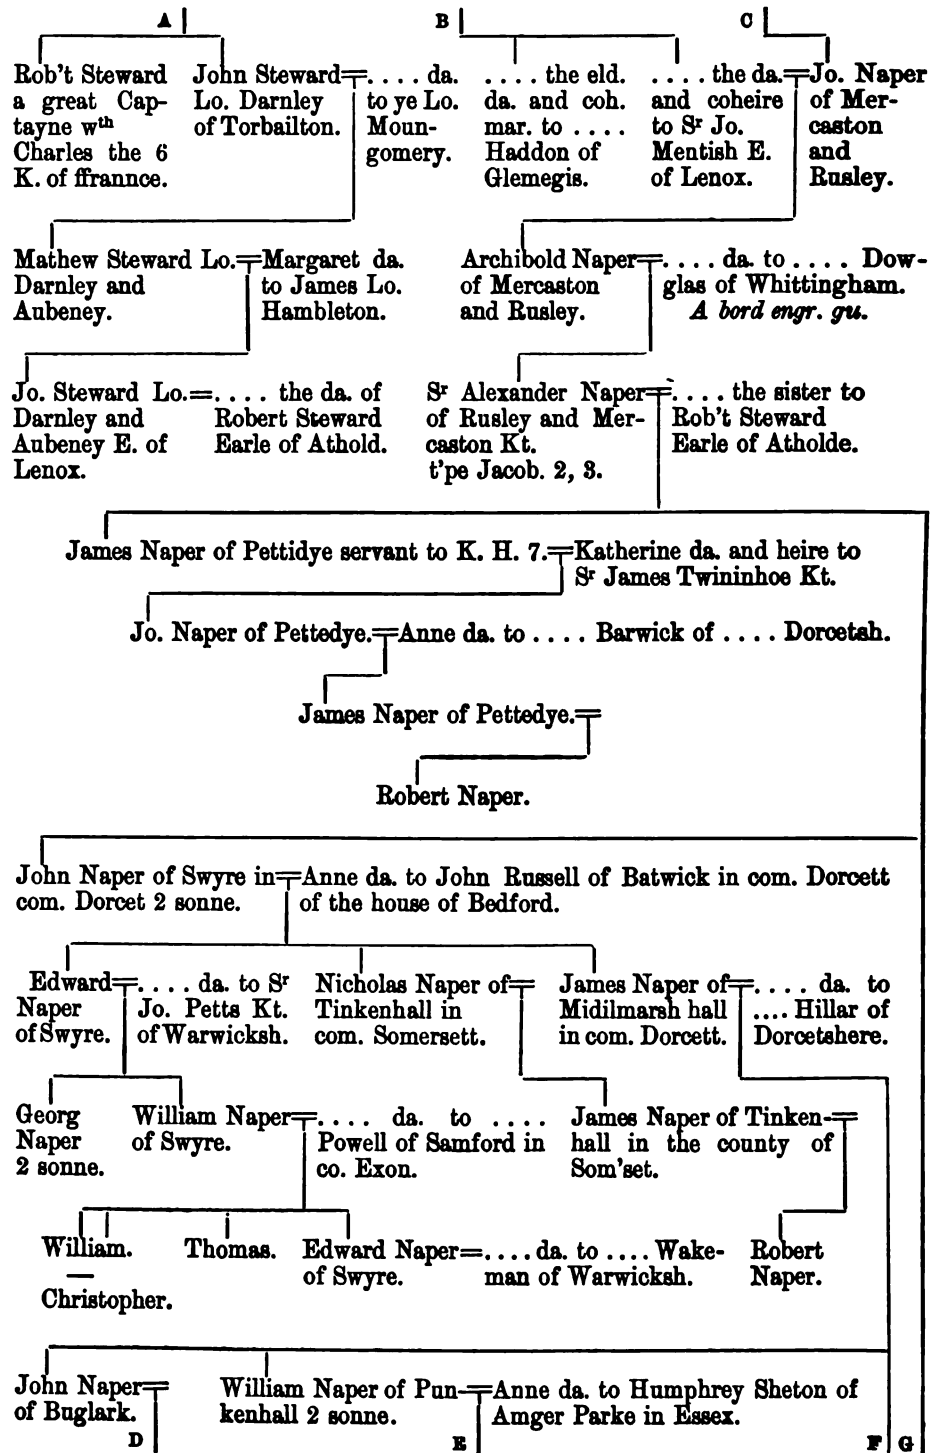 A
B
C
Rob't Steward
a great Cap-
tayne wth
Charles the 6
K. of ffrannce.
John Steward=
Lo. Darnley
of Torbailton.
.... da.
to ye Lo.
Moun-
gomery.
.... the eld.
da. and coh.
mar. to ....
Haddon of
Glemegis.
.... the da.=
and coheire
to Sr Jo.
Mentish E.
of Lenox.
Jo. Naper
of Mer-
caston
and
Rusley.
Mathew Steward Lo.=
Darnley and
Aubeney.
Margaret da.
to James Lo.
Hambleton.
Archibold Naper=
of Mercaston
and Rusley.
.... da. to .... Dow-
glas of Whittingham.
A bord engr. gu.
Jo. Steward Lo.=
Darnley and
Aubeney E. of
Lenox.
.... the da. of
Robert Steward
Earle of Athold.
Sr Alexander Naper=
of Rusley and Mer-
caston Kt.
t'pe Jacob. 2, 3.
.... the sister to
Rob't Steward
Earle of Atholde.
James Naper of Pettidye servant to K. H. 7.=
Katherine da. and heire to
Sr James Twininhoe Kt.
Jo. Naper of Pettedye.=Anne da. to .... Barwick of .... Dorcetsh.
James Naper of Pettedye.=
Robert Naper.
John Naper of Swyre in=
com. Dorcet 2 sonne.
Anne da. to John Russell of Batwick in com. Dorcett
of the house of Bedford.
Edward=
Naper
of Swyre.
.... da. to Sr
Jo. Petts Kt.
of Warwicksh.
Nicholas Naper of=
Tinkenhall in
com. Somersett.
James Naper of=
Midilmarsh hall
in com. Dorcett.
.... da. to
.... Hillar of
Dorcetshere.
Georg
Naper
2 sonne.
William Naper=
of Swyre.
.... da. to ....
Powell of Samford in
co. Exon.
James Naper of Tinken-=
hall in the county of
Som'set.
William.
Christopher.
Thomas.
Edward Naper=
of Swyre.
.... da. to .... Wake-
man of Warwicksh.
Robert
Naper.
John Naper=
of Buglark.
D
William Naper of Pun-=
kenhall 2 sonne.
E
Anne da. to Humphrey Sheton of
Amger Parke in Essex.
F
G